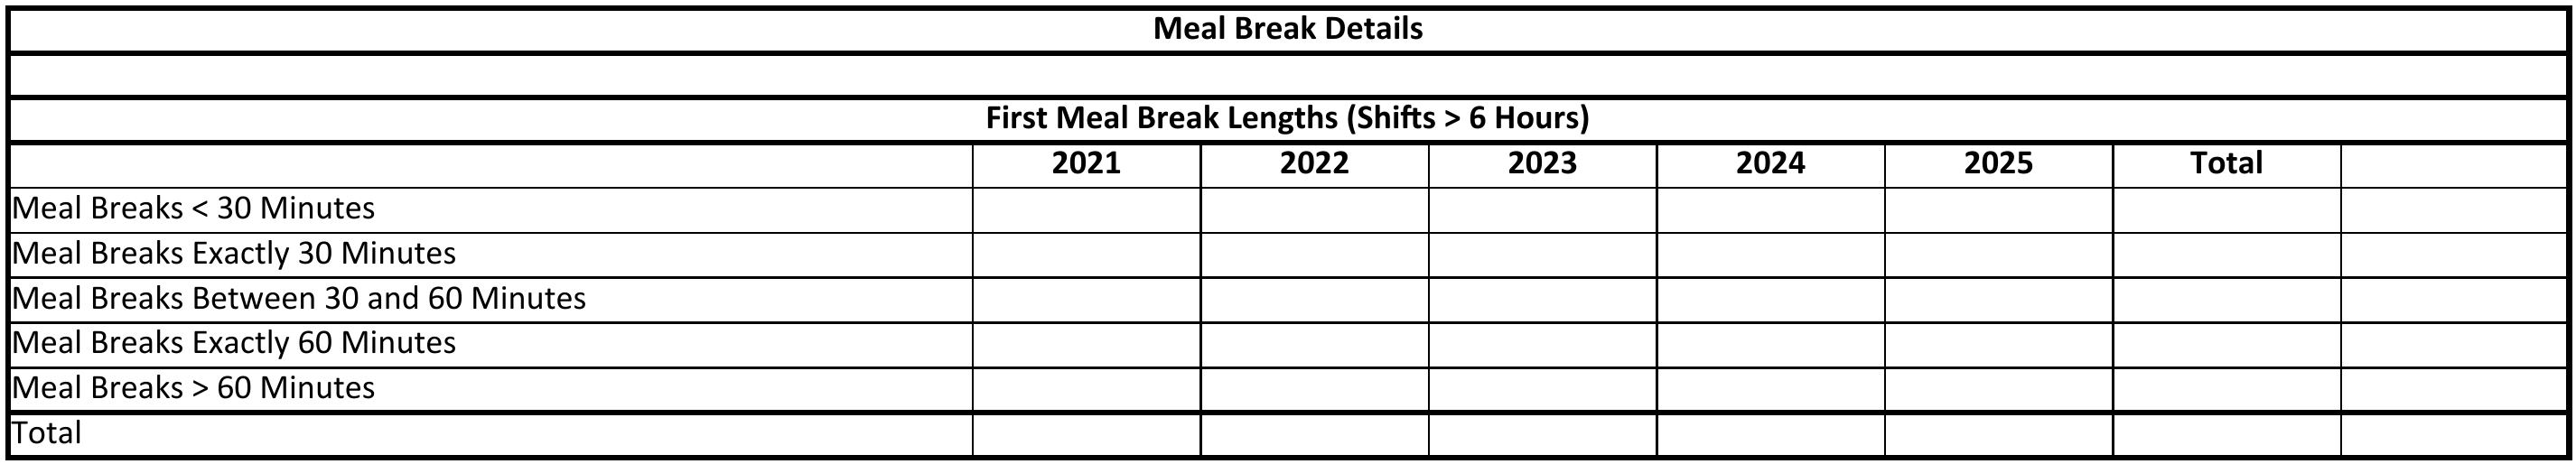 Meal Break Details
First Meal Break Lengths (Shifts > 6 Hours)
2021 2022 2023 2024 2025 Total
Meal Breaks < 30 Minutes
Meal Breaks Exactly 30 Minutes
Meal Breaks Between 30 and 60 Minutes
Meal Breaks Exactly 60 Minutes
Meal Breaks > 60 Minutes
Total